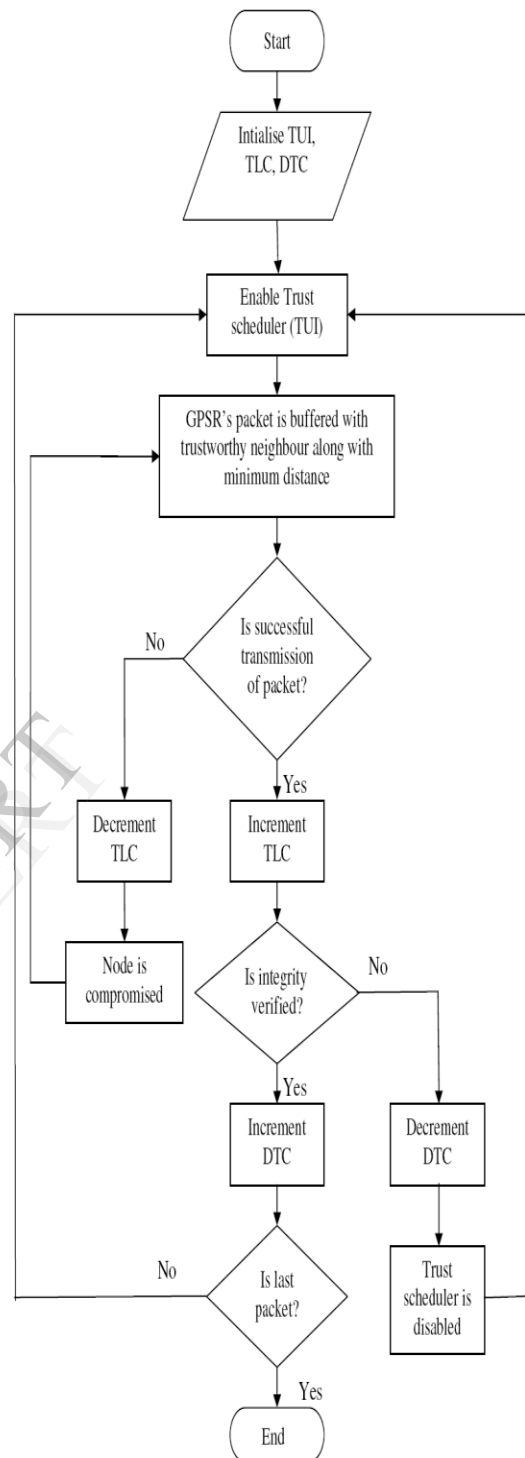 Start
Intialise TUI,
TLC, DTC
Enable Trust
scheduler (TUI)
GPSR's packet is buffered with
trustworthy neighbour along with
minimum distance
Is successful
transmission
of packet?
No
Yes
Decrement
TLC
Increment
TLC
Node is
compromised
Is integrity
verified?
No
Yes
Increment
DTC
Decrement
DTC
Is last
packet?
No
Trust
scheduler is
disabled
Yes
End
RT